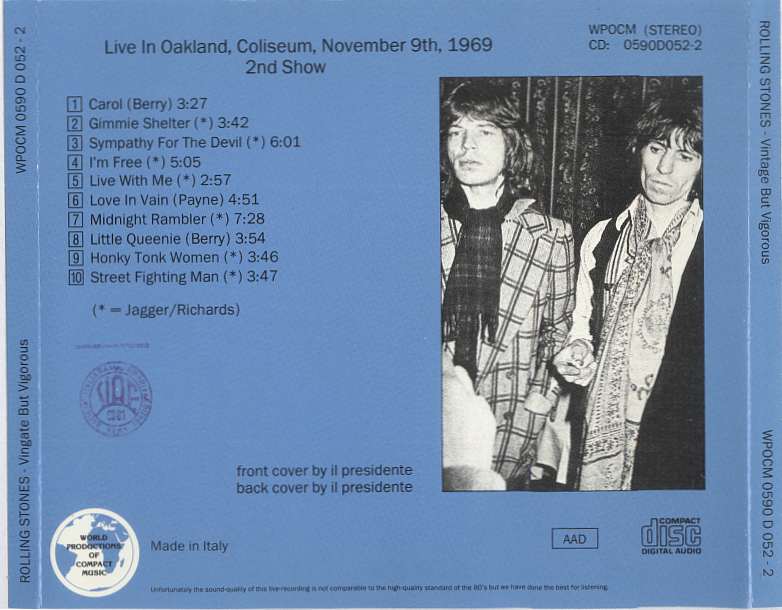 Live In Oakland, Coliseum, November 9th, 1969
2nd Show
WPOCM (STEREO)
CD: 0590D052-2
1 Carol (Berry) 3:27
2 Gimmie Shelter (*) 3:42
3 Sympathy For The Devil (*) 6:01
4 I'm Free (*) 5:05
5 Live With Me (*) 2:57
6 Love In Vain (Payne) 4:51
7 Midnight Rambler (*) 7:28
8 Little Queenie (Berry) 3:54
9 Honky Tonk Women (*) 3:46
10 Street Fighting Man (*) 3:47
(* = Jagger/Richards)
front cover by il presidente
back cover by il presidente
WORLD
PRODUCTIONS
OF
COMPACT
MUSIC
Made in Italy
AAD
COMPACT
disc
DIGITAL AUDIO
Unfortunately the sound-quality of this live-recording is not comparable to the high-quality standard of the 80's but we have done the best for listening.
ROLLING STONES - Vingate But Vigorous
WPOCM 0590 D 052 - 2
ROLLING STONES - Vintage But Vigorous
WPOCM 0590 D 052 - 2